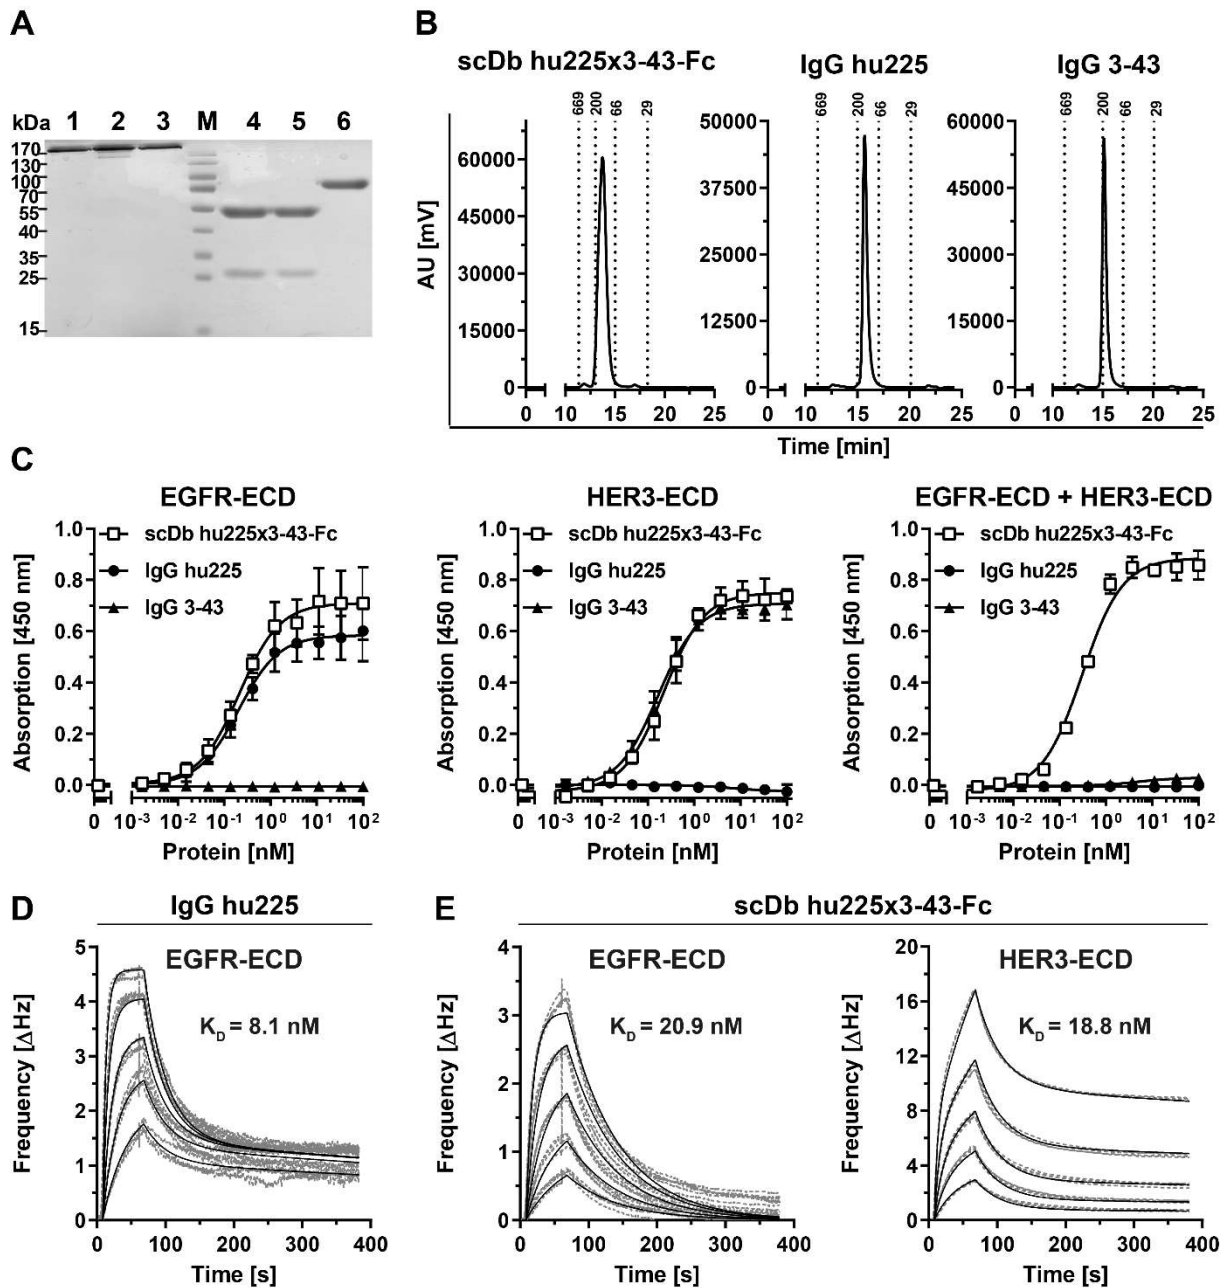 A
kDa 1 2 3 M 4 5 6
170
130
100
70
55
40
35
25
15
B
scDb hu225x3-43-Fc
IgG hu225
IgG 3-43
AU [mV]
669 200 66 29
60000
45000
30000
15000
0
0 10 15 20 25
669 200 66 29
50000
37500
25000
12500
0
0 10 15 20 25
669 200 66 29
60000
45000
30000
15000
0
0 10 15 20 25
Time [min]
C
EGFR-ECD
scDb hu225x3-43-Fc
IgG hu225
IgG 3-43
Absorption [450 nm]
1.0
0.8
0.6
0.4
0.2
0.0
0 10-3 10-2 10-1 100 101 102
Protein [nM]
HER3-ECD
scDb hu225x3-43-Fc
IgG hu225
IgG 3-43
Absorption [450 nm]
1.0
0.8
0.6
0.4
0.2
0.0
0 10-3 10-2 10-1 100 101 102
Protein [nM]
EGFR-ECD + HER3-ECD
scDb hu225x3-43-Fc
IgG hu225
IgG 3-43
Absorption [450 nm]
1.0
0.8
0.6
0.4
0.2
0.0
0 10-3 10-2 10-1 100 101 102
Protein [nM]
D
IgG hu225
EGFR-ECD
KD = 8.1 nM
Frequency [ΔHz]
5
4
3
2
1
0
0 100 200 300 400
Time [s]
E
scDb hu225x3-43-Fc
EGFR-ECD
KD = 20.9 nM
Frequency [ΔHz]
4
3
2
1
0
0 100 200 300 400
Time [s]
HER3-ECD
KD = 18.8 nM
Frequency [ΔHz]
20
16
12
8
4
0
0 100 200 300 400
Time [s]